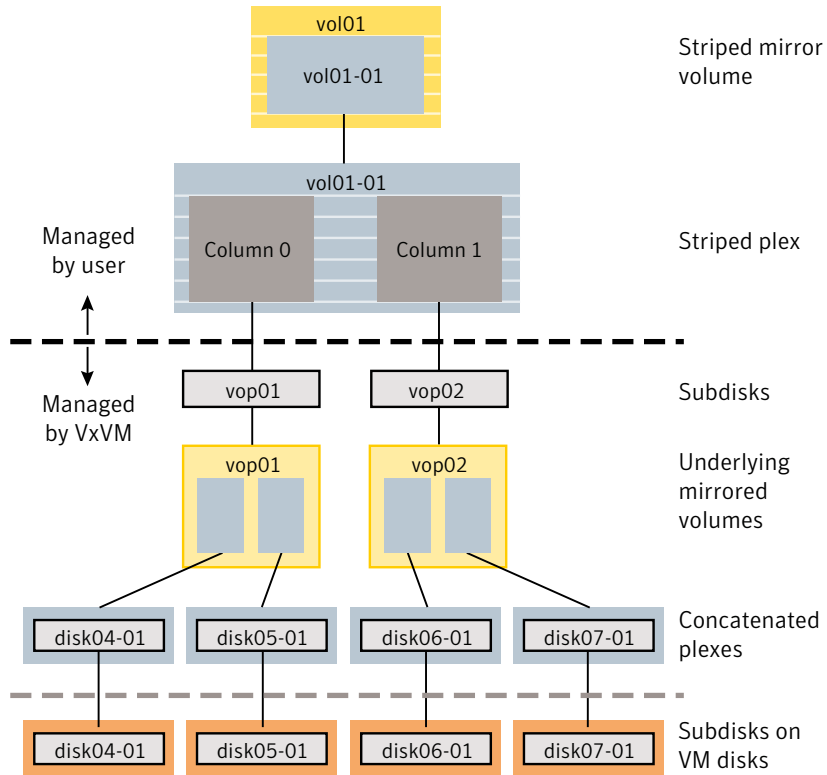 vol01
vol01-01
Striped mirror
volume
vol01-01
Column 0
Column 1
Striped plex
Managed
by user
Managed
by VxVM
vop01
vop02
Subdisks
vop01
vop02
Underlying
mirrored
volumes
disk04-01
disk05-01
disk06-01
disk07-01
Concatenated
plexes
disk04-01
disk05-01
disk06-01
disk07-01
Subdisks on
VM disks